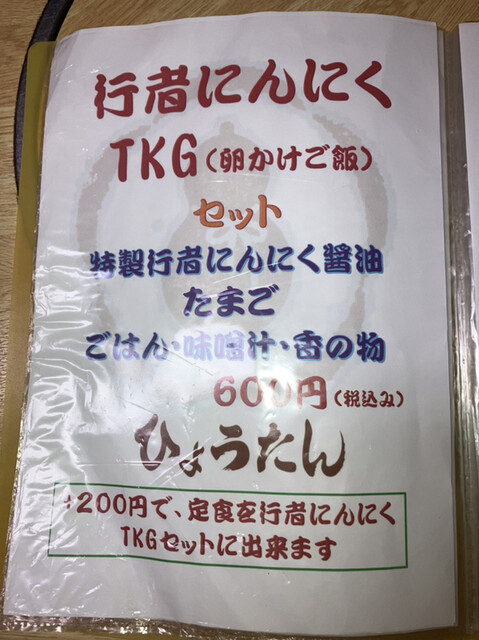 行者にんにく
TKG(卵かけご飯)
セット
特製行者にんにく醤油
たまご
ごはん・味噌汁・香の物
600円(税込み)
ひょうたん
+200円で、定食を行者にんにく
TKGセットに出来ます